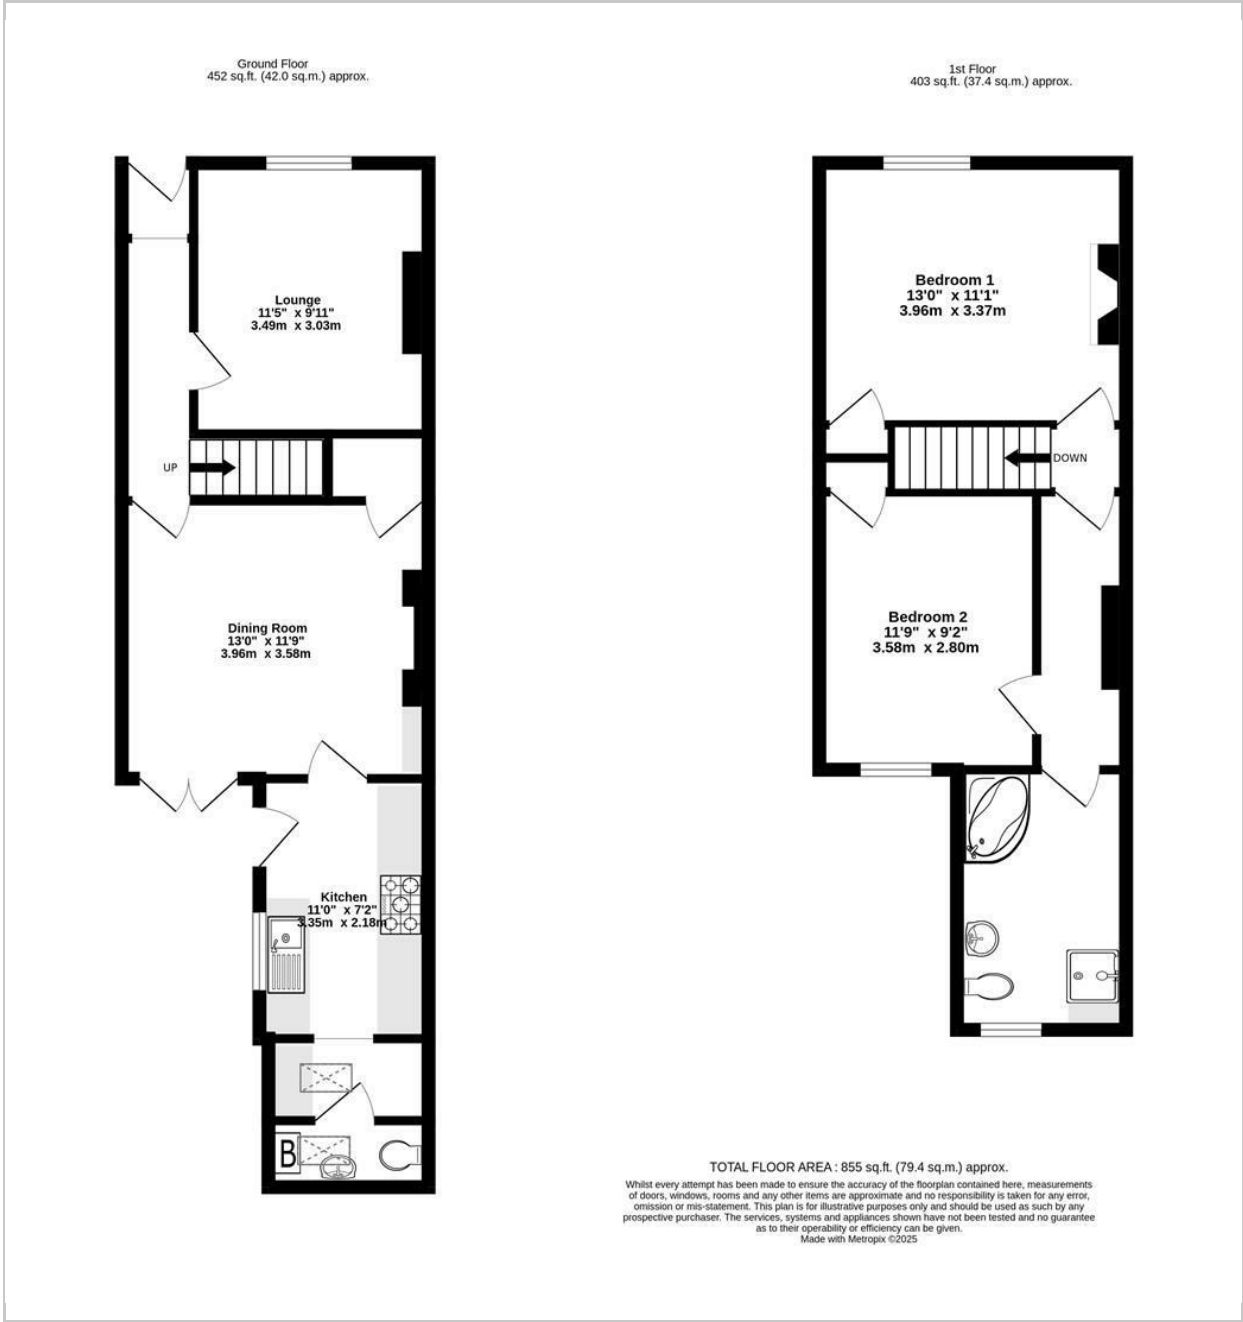 Ground Floor
452 sq.ft. (42.0 sq.m.) approx.
1st Floor
403 sq.ft. (37.4 sq.m.) approx.
Lounge
11'5" x 9'11"
3.49m x 3.03m
UP
Dining Room
13'0" x 11'9"
3.96m x 3.58m
Kitchen
11'0" x 7'2"
3.35m x 2.18m
B
Bedroom 1
13'0" x 11'1"
3.96m x 3.37m
DOWN
Bedroom 2
11'9" x 9'2"
3.58m x 2.80m
TOTAL FLOOR AREA : 855 sq.ft. (79.4 sq.m.) approx.
Whilst every attempt has been made to ensure the accuracy of the floorplan contained here, measurements
of doors, windows, rooms and any other items are approximate and no responsibility is taken for any error,
omission or mis-statement. This plan is for illustrative purposes only and should be used as such by any
prospective purchaser. The services, systems and appliances shown have not been tested and no guarantee
as to their operability or efficiency can be given.
Made with Metropix ©2025